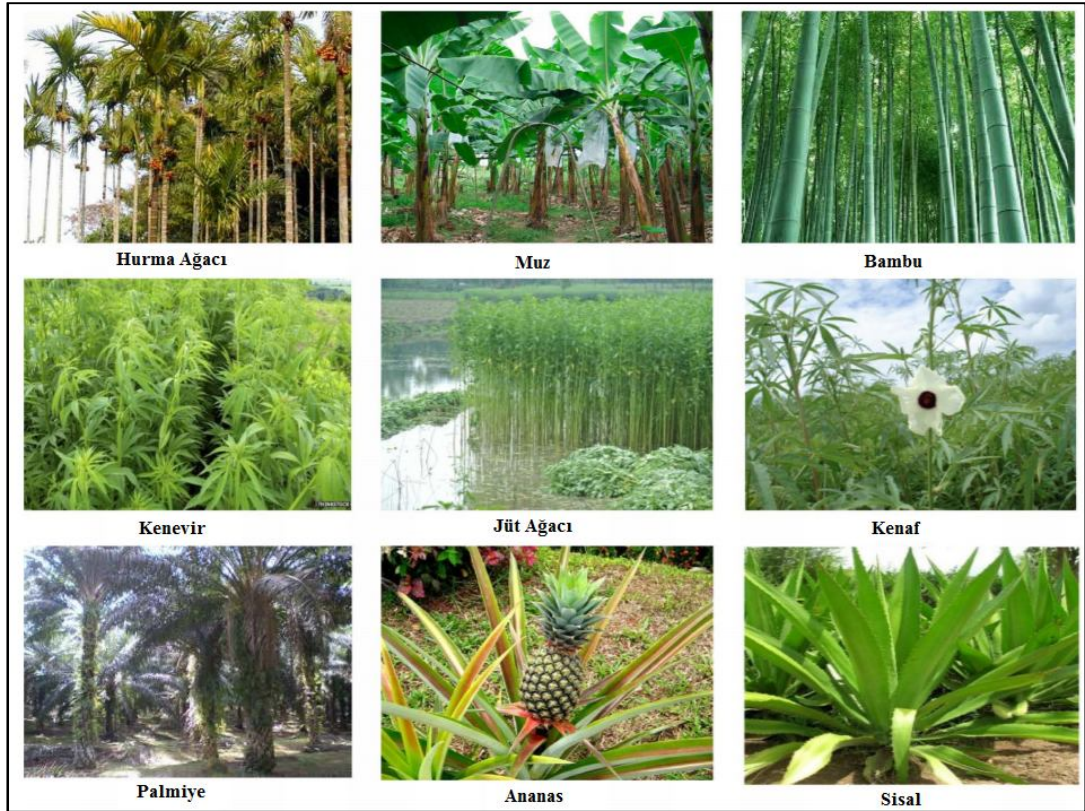 Hurma Ağacı
Muz
Bambu
Kenevir
Jüt Ağacı
Kenaf
Palmiye
Ananas
Sisal